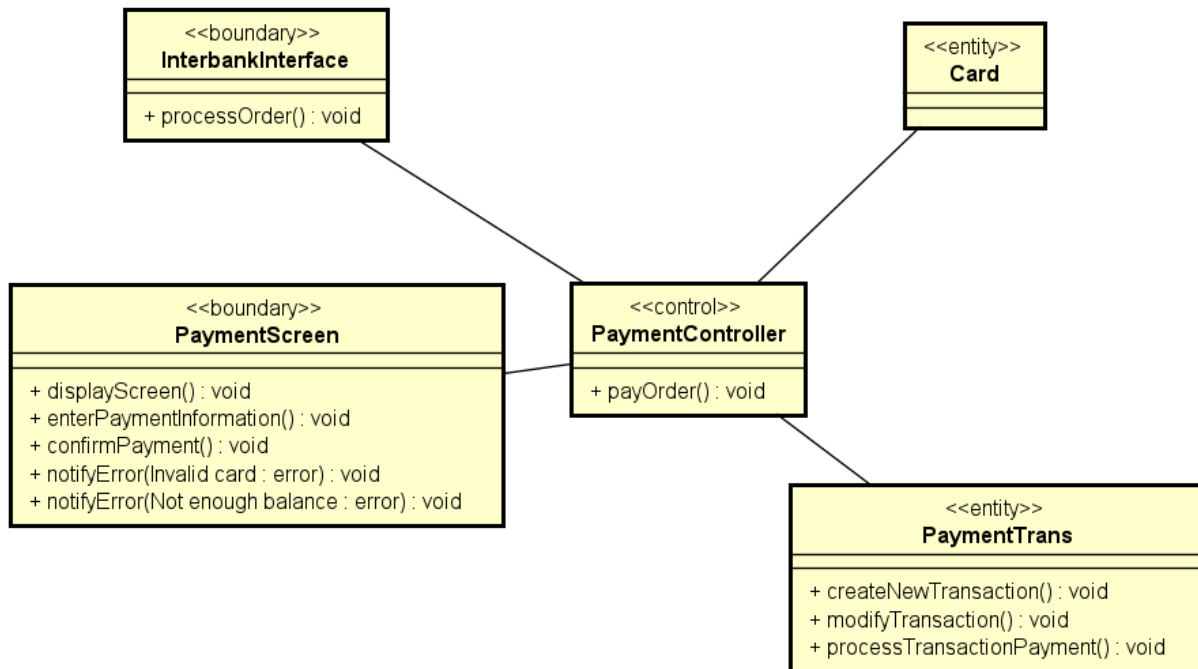 <<boundary>>
InterbankInterface
+ processOrder() : void
<<entity>>
Card
<<boundary>>
PaymentScreen
+ displayScreen() : void
+ enterPaymentInformation() : void
+ confirmPayment() : void
+ notifyError(Invalid card : error) : void
+ notifyError(Not enough balance : error) : void
<<control>>
PaymentController
+ payOrder() : void
<<entity>>
PaymentTrans
+ createNewTransaction() : void
+ modifyTransaction() : void
+ processTransactionPayment() : void